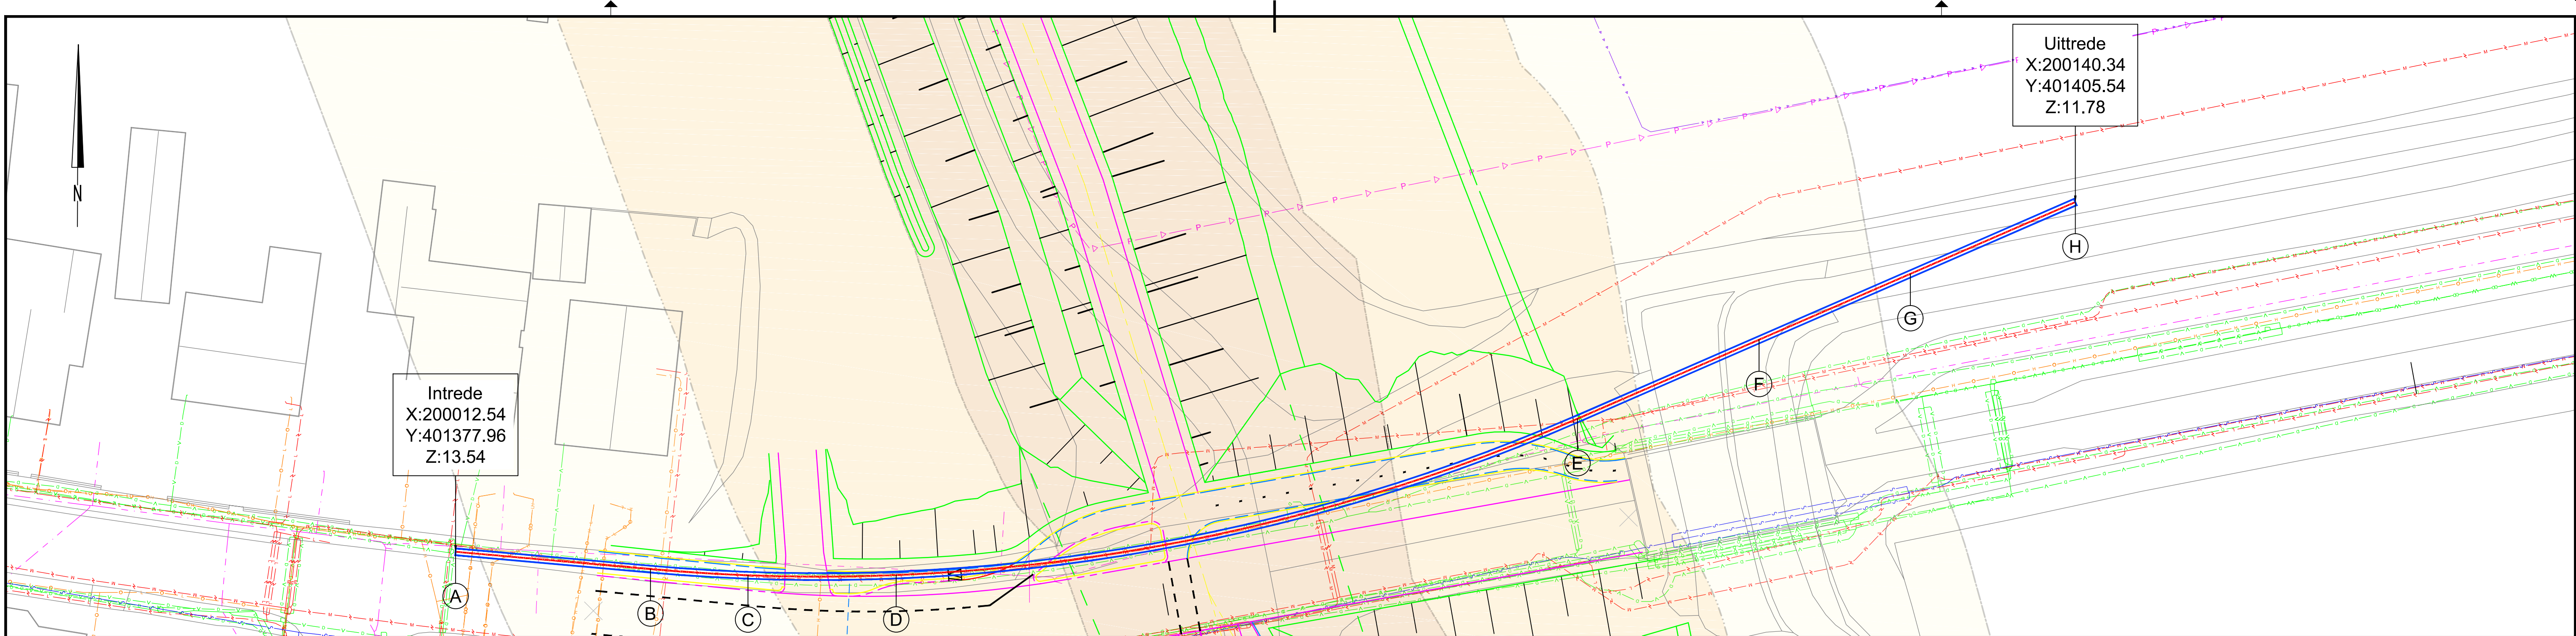 N
Intrede
X:200012.54
Y:401377.96
Z:13.54
Uittrede
X:200140.34
Y:401405.54
Z:11.78
A
B
C
D
E
F
G
H